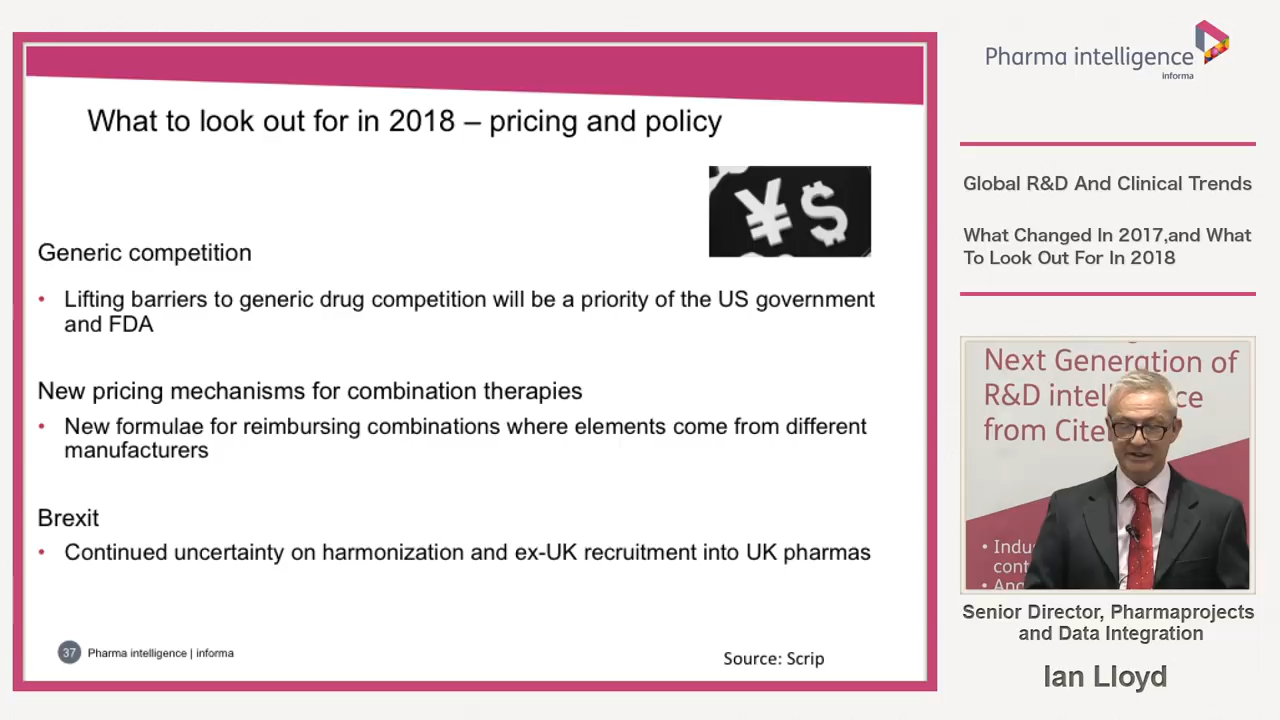 What to look out for in 2018 – pricing and policy
¥$
Generic competition
• Lifting barriers to generic drug competition will be a priority of the US government
and FDA
New pricing mechanisms for combination therapies
• New formulae for reimbursing combinations where elements come from different
manufacturers
Brexit
• Continued uncertainty on harmonization and ex-UK recruitment into UK pharmas
37 Pharma intelligence | informa
Source: Scrip
Pharma intelligence
informa
Global R&D And Clinical Trends
What Changed In 2017,and What
To Look Out For In 2018
Next Generation of
R&D intel ce
from Cite
• Indu
cont
Senior Director, Pharmaprojects
and Data Integration
Ian Lloyd